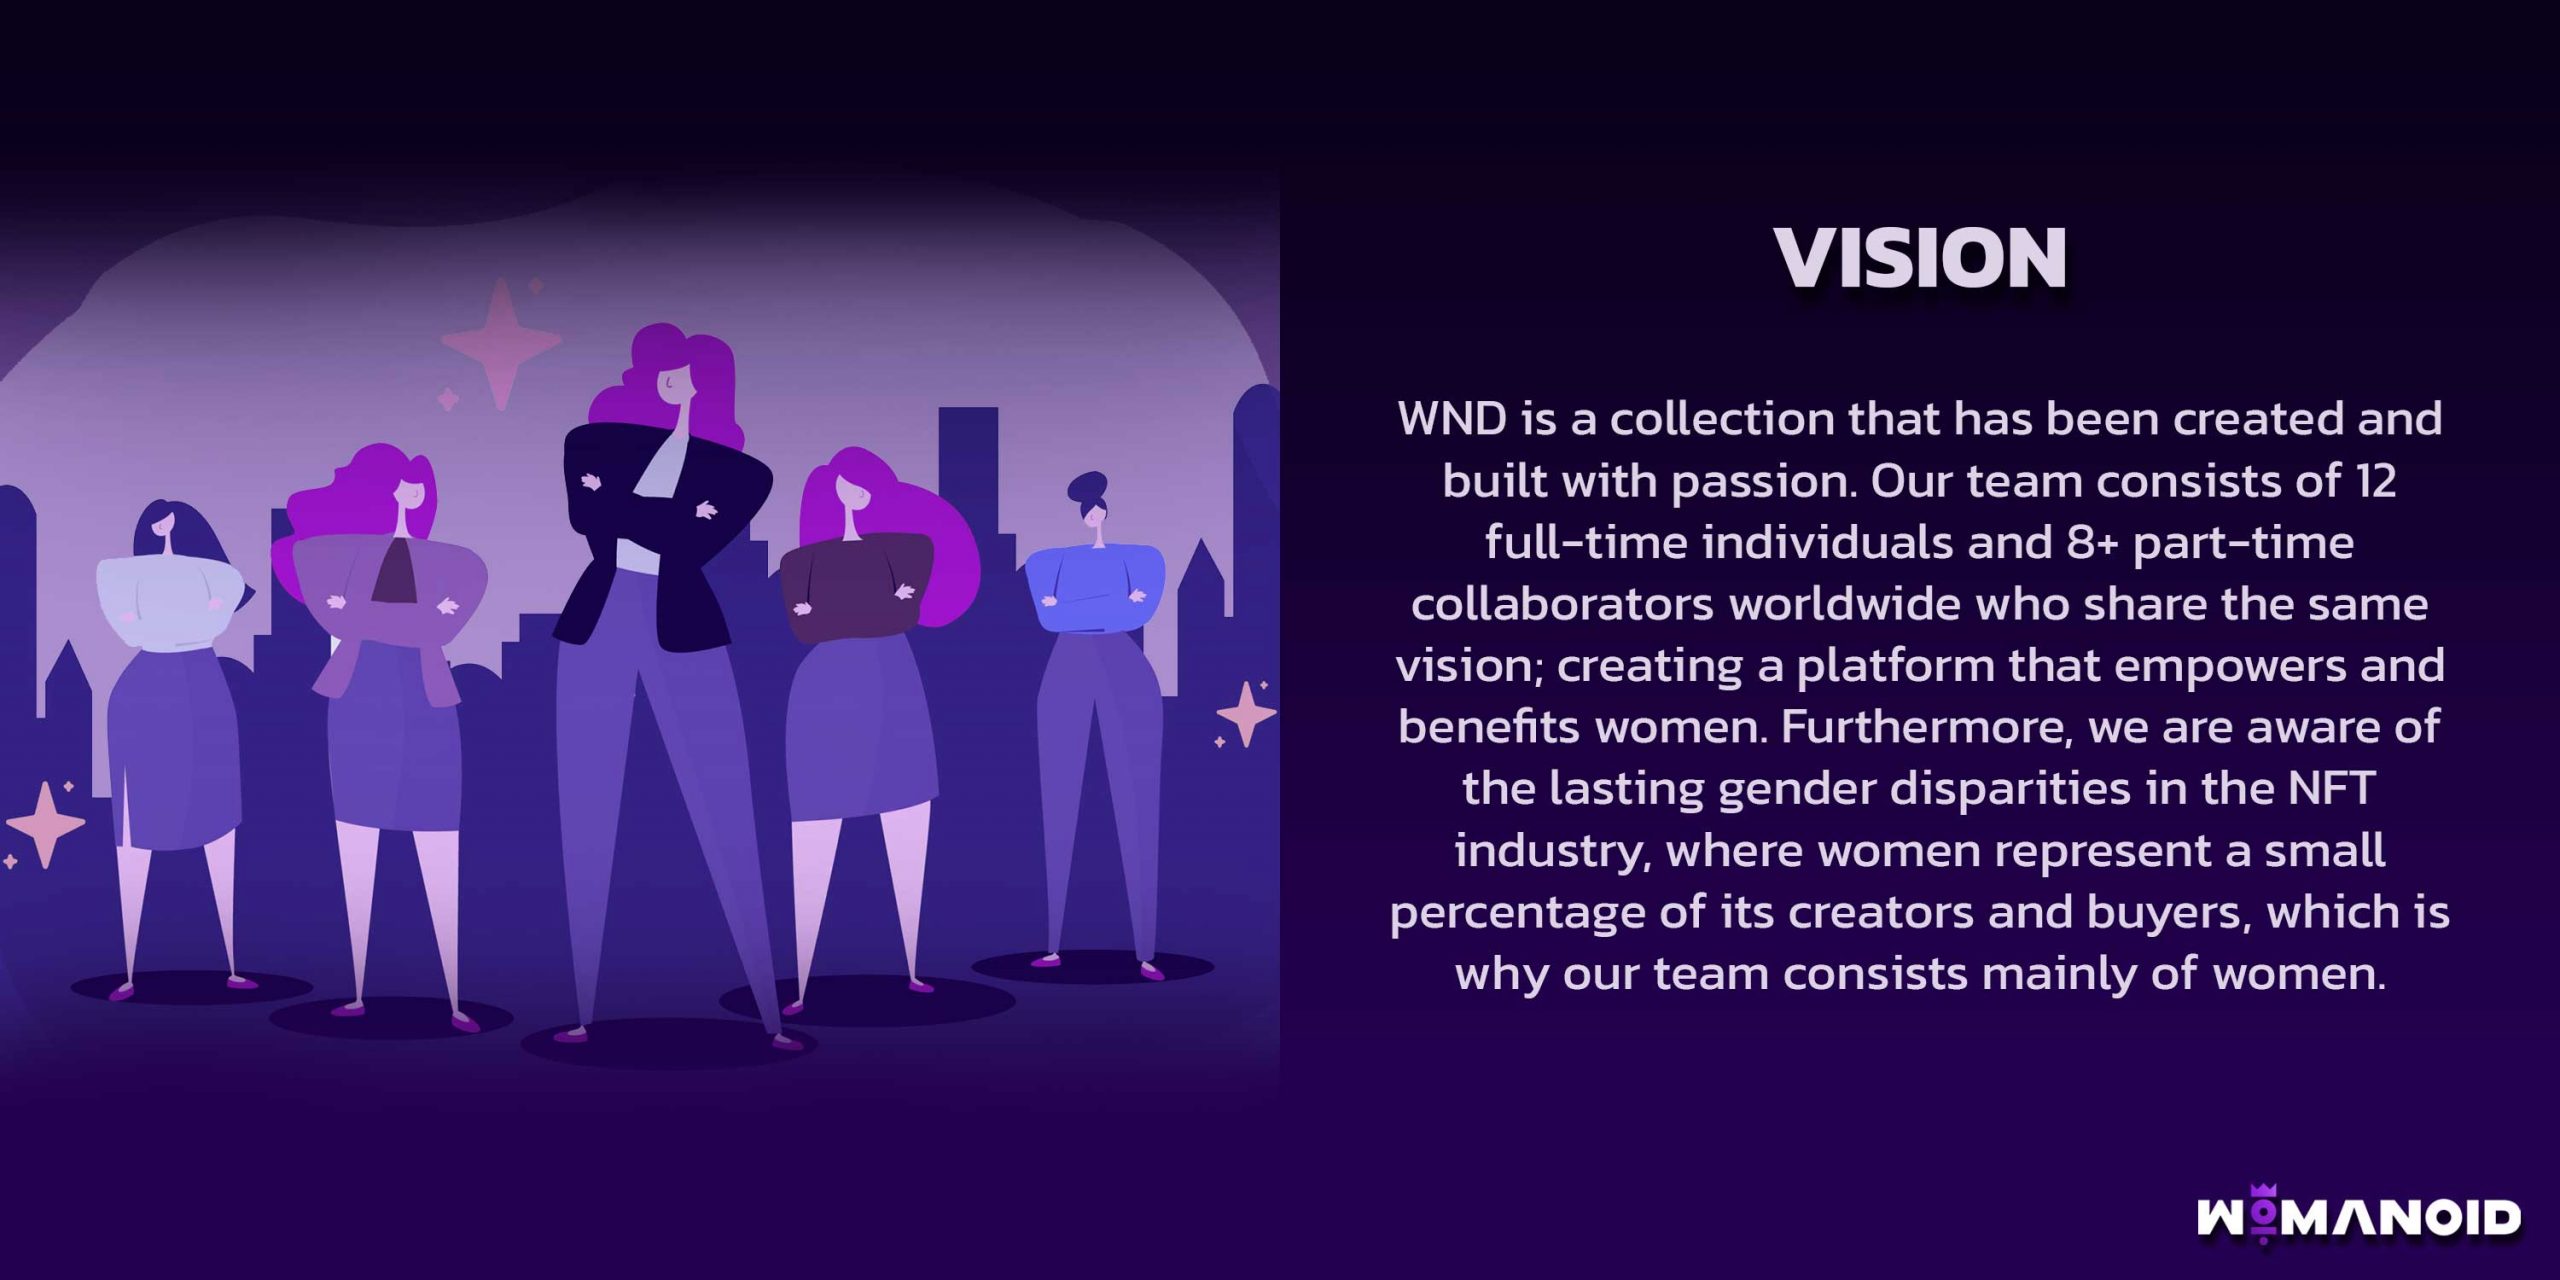 VISION
WND is a collection that has been created and
built with passion. Our team consists of 12
full-time individuals and 8+ part-time
collaborators worldwide who share the same
vision; creating a platform that empowers and
benefits women. Furthermore, we are aware of
the lasting gender disparities in the NFT
industry, where women represent a small
percentage of its creators and buyers, which is
why our team consists mainly of women.
WOMANOID